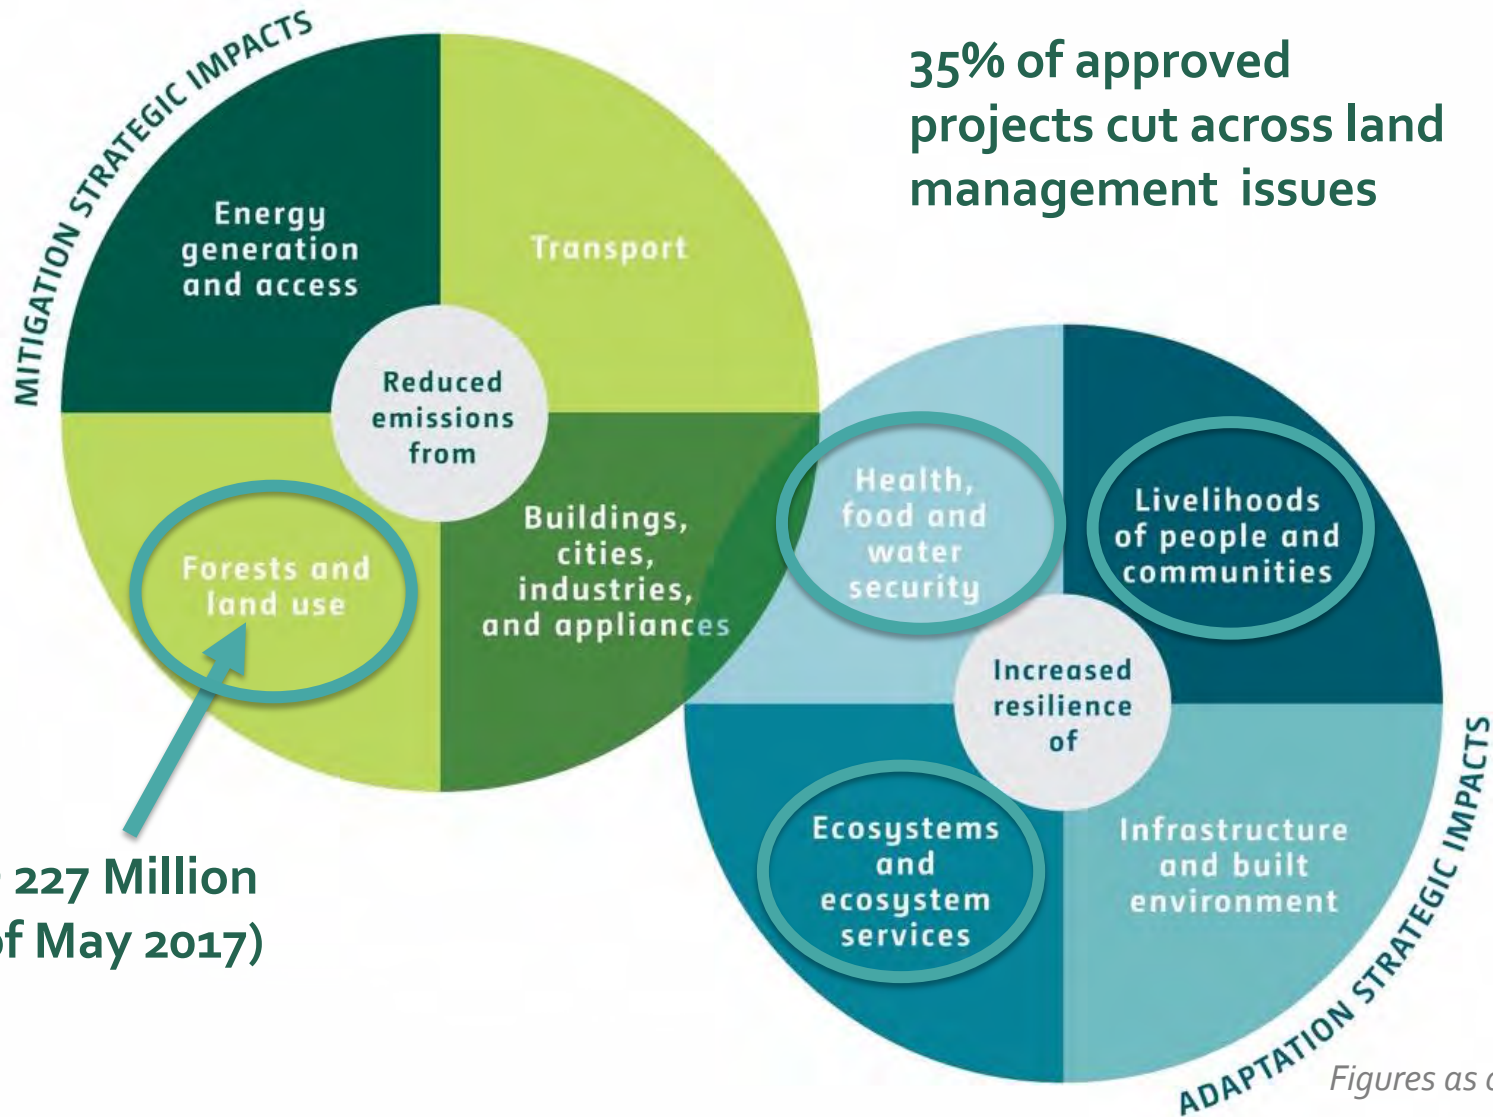 MITIGATION STRATEGIC IMPACTS
35% of approved
projects cut across land
management issues
Energy
generation
and access
Transport
Reduced
emissions
from
Forests and
land use
Buildings,
cities,
industries,
and appliances
Health,
food and
water
security
Livelihoods
of people and
communities
Increased
resilience
of
Ecosystems
and
ecosystem
services
Infrastructure
and built
environment
227 Million
of May 2017)
ADAPTATION STRATEGIC IMPACTS
Figures as